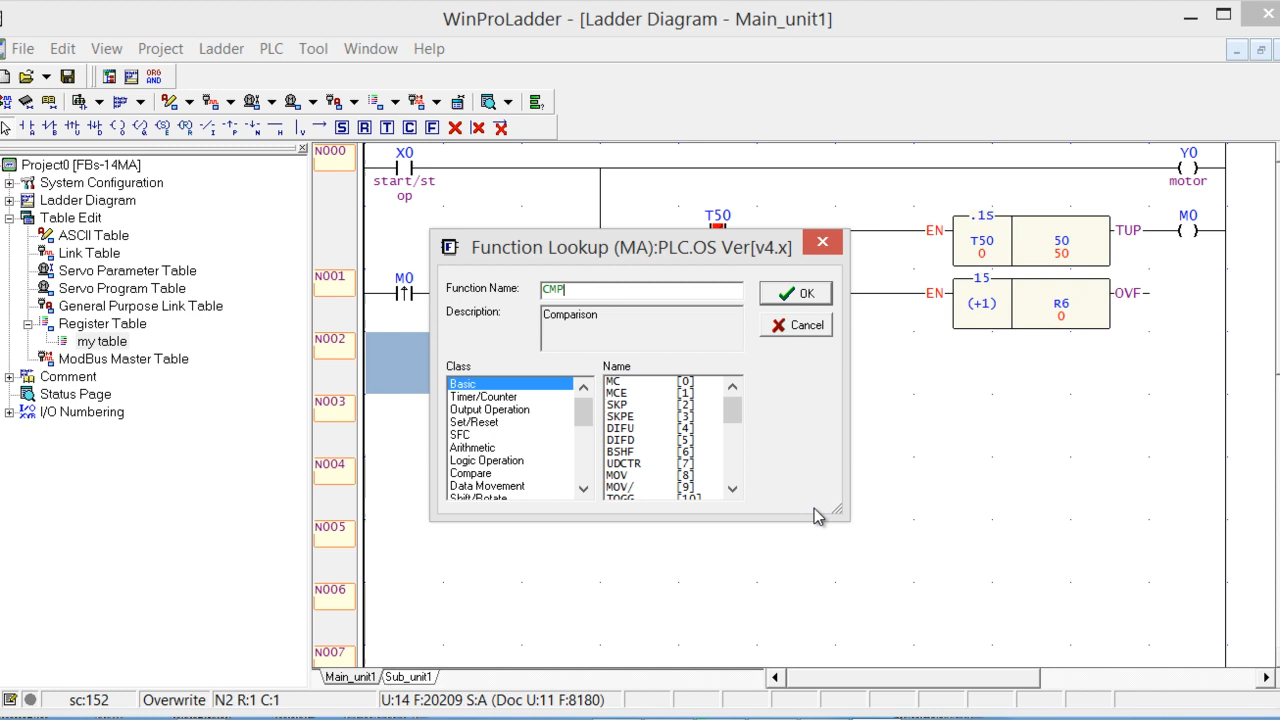 WinProLadder - [Ladder Diagram - Main_unit1]
File Edit View Project Ladder PLC Tool Window Help
ORG
AND
Project0 [FBs-14MA]
System Configuration
Ladder Diagram
Table Edit
ASCII Table
Link Table
Servo Parameter Table
Servo Program Table
General Purpose Link Table
Register Table
my table
ModBus Master Table
Comment
Status Page
I/O Numbering
N000
X0
start/st
op
Y0
motor
T50
EN
.1S
T50
0
50
50
TUP
M0
N001
M0
EN
15
(+1)
R6
0
OVF
N002
N003
N004
N005
N006
N007
Function Lookup (MA):PLC.OS Ver[v4.x]
Function Name: CMP
OK
Description: Comparison
Cancel
Class
Basic
Timer/Counter
Output Operation
Set/Reset
SFC
Arithmetic
Logic Operation
Compare
Data Movement
Shift/Rotate
Name
MC [0]
MCE [1]
SKP [2]
SKPE [3]
DIFU [4]
DIFD [5]
BSHF [6]
UDCTR [7]
MOV [8]
MOV/ [9]
TOGG [10]
Main_unit1 Sub_unit1
sc:152 Overwrite N2 R:1 C:1 U:14 F:20209 S:A (Doc U:11 F:8180)